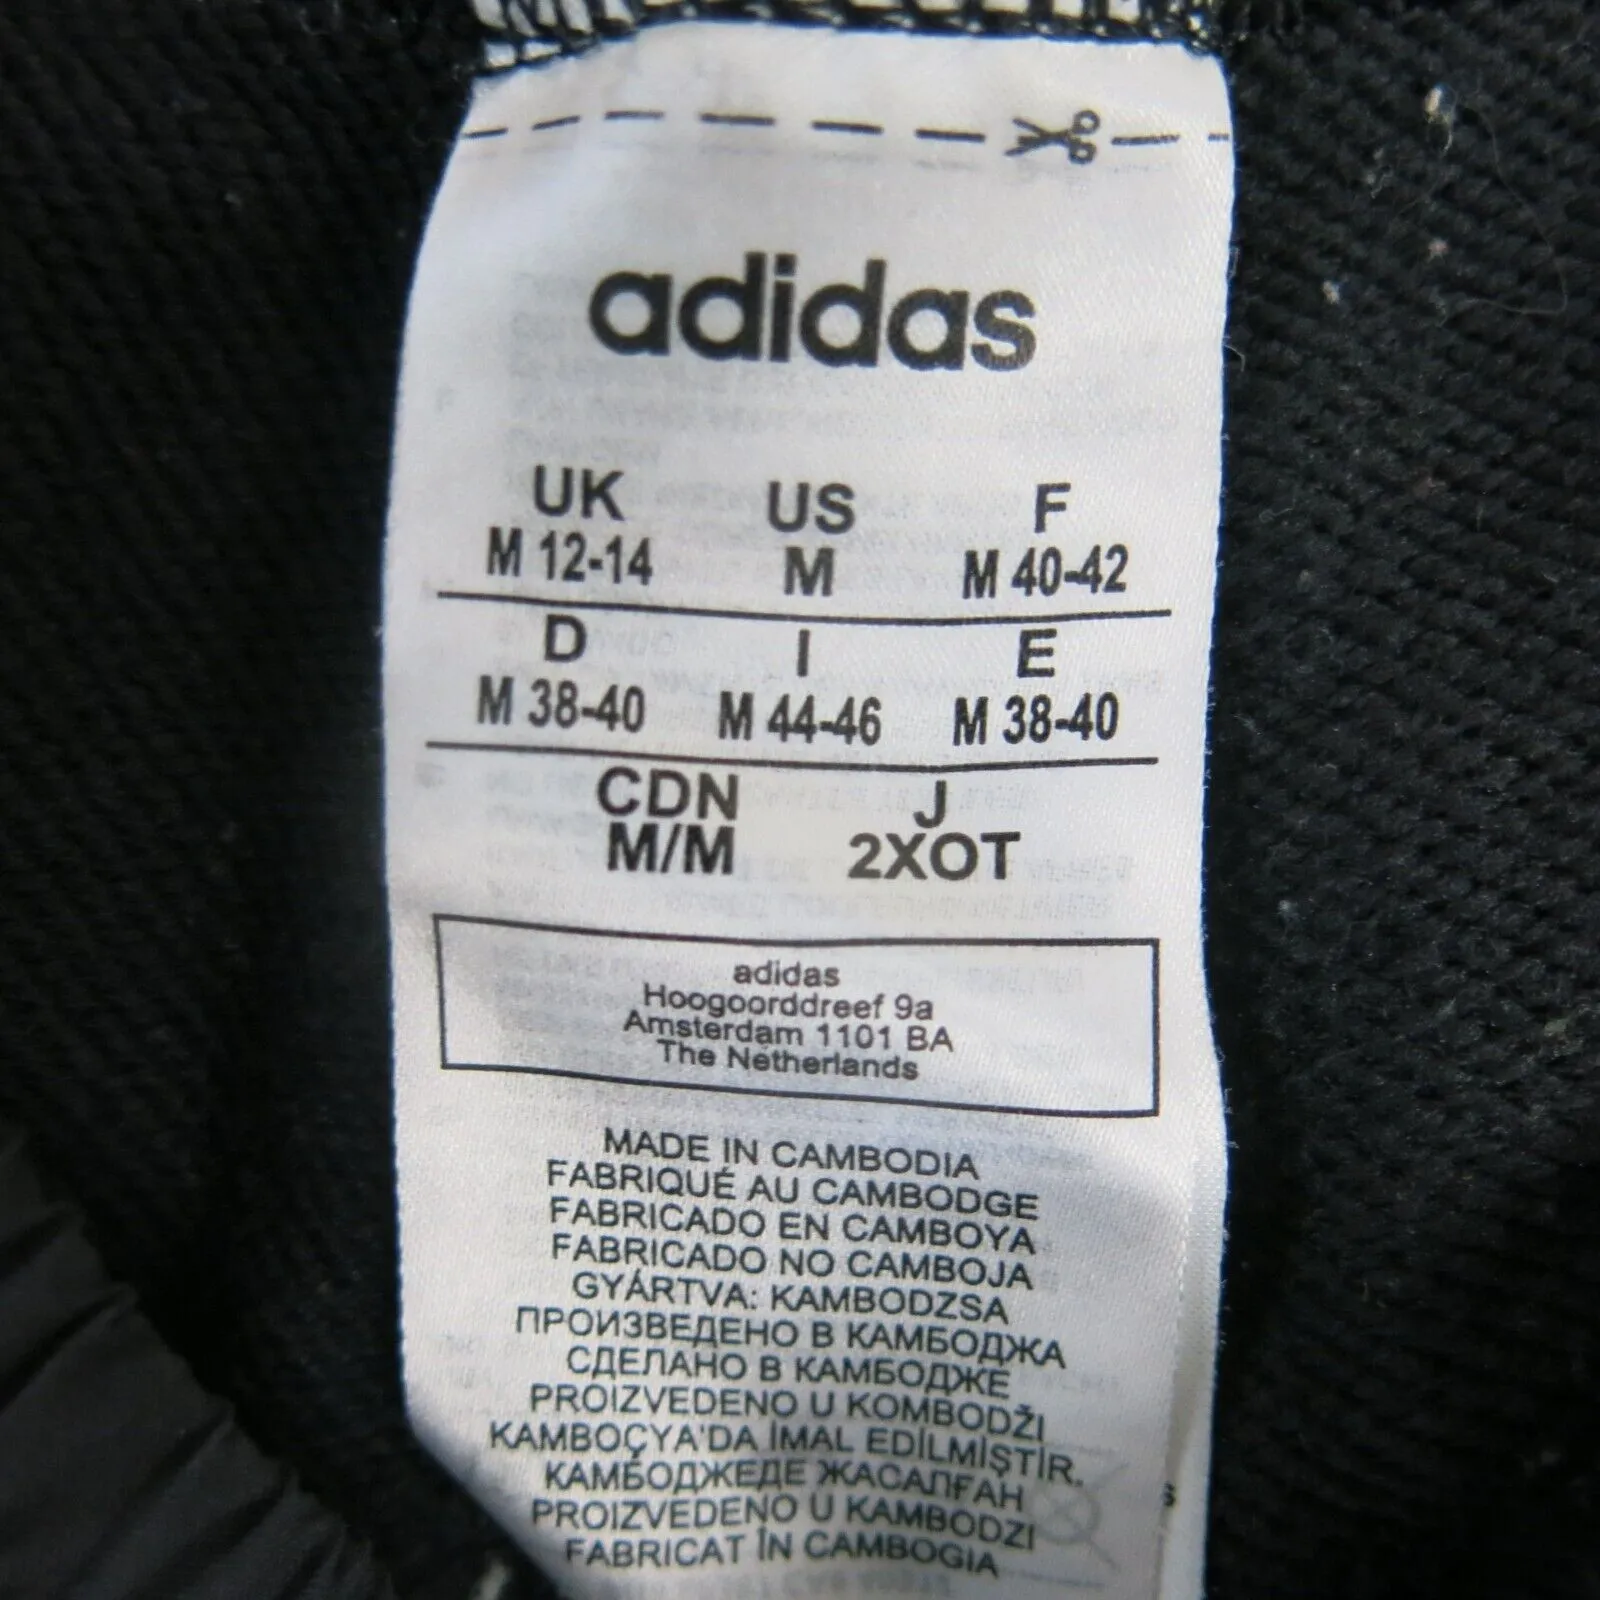 adidas
UK US F
M 12-14 M M 40-42
D I E
M 38-40 M 44-46 M 38-40
CDN J
M/M 2XOT
adidas
Hoogoorddreef 9a
Amsterdam 1101 BA
The Netherlands
MADE IN CAMBODIA
FABRIQUÉ AU CAMBODGE
FABRICADO EN CAMBOYA
FABRICADO NO CAMBOJA
GYÁRTVA: KAMBODZSA
ПРОИЗВЕДЕНО В КАМБОДЖА
СДЕЛАНО В КАМБОДЖЕ
PROIZVEDENO U KOMBODŽI
KAMBOÇYA'DA İMAL EDİLMİŞTİR.
КАМБОДЖЕДЕ ЖАСАЛҒАН
PROIZVEDENO U KAMBODZI
FABRICAT ÎN CAMBOGIA